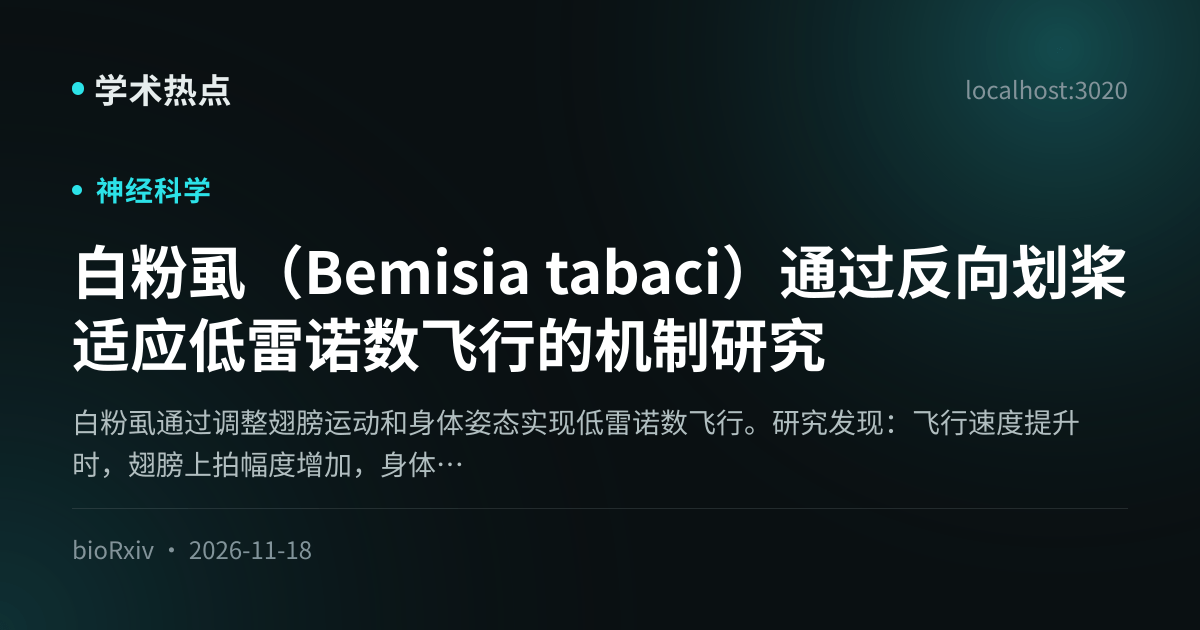 学术热点
localhost:3020
神经科学
白粉虱（Bemisia tabaci）通过反向划桨
适应低雷诺数飞行的机制研究
白粉虱通过调整翅膀运动和身体姿态实现低雷诺数飞行。研究发现：飞行速度提升
时，翅膀上拍幅度增加，身体…
bioRxiv · 2026-11-18